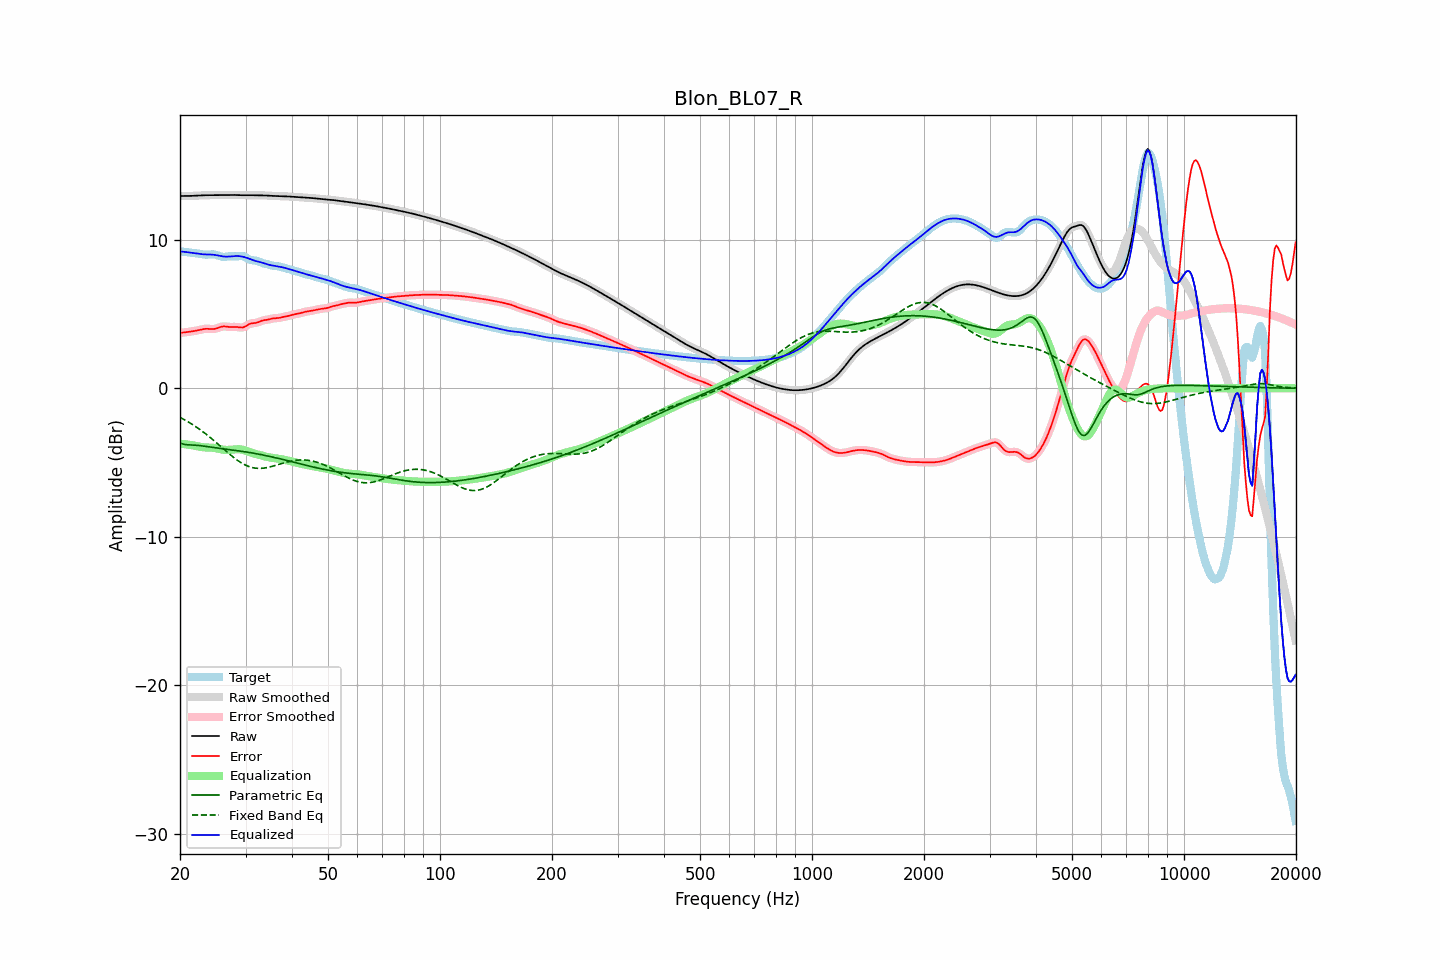 Blon_BL07_R
Amplitude (dBr)
10
0
−10
−20
−30
Target
Raw Smoothed
Error Smoothed
Raw
Error
Equalization
Parametric Eq
Fixed Band Eq
Equalized
20 50 100 200 500 1000 2000 5000 10000 20000
Frequency (Hz)